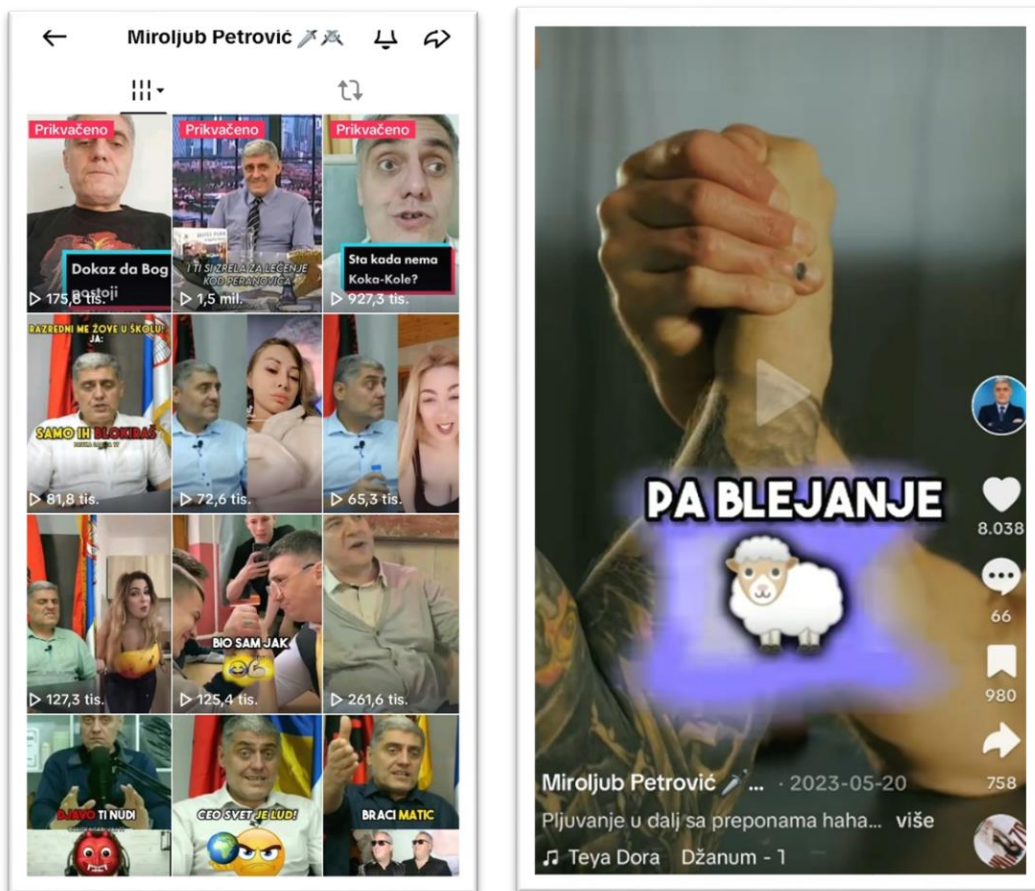 Miroljub Petrović
Prikvačeno
Dokaz da Bog
postoji
175,8 tis.
Prikvačeno
I TI SI ZRELA ZA LEČENJE
KOD PERANOVIĆA
1,5 mil.
Prikvačeno
Sta kada nema
Koka-Kole?
927,3 tis.
RAZREDNI ME ZOVE U ŠKOLU!
JA:
SAMO IH BLOKIRAŠ
81,8 tis.
72,6 tis.
65,3 tis.
127,3 tis.
BIO SAM JAK
125,4 tis.
261,6 tis.
ĐAVO TI NUDI
CEO SVET JE LUD!
BRACI MATIC
PA BLEJANJE
8.038
66
980
758
Miroljub Petrović ... · 2023-05-20
Pljuvanje u dalj sa preponama haha... više
Teya Dora Džanum - 1